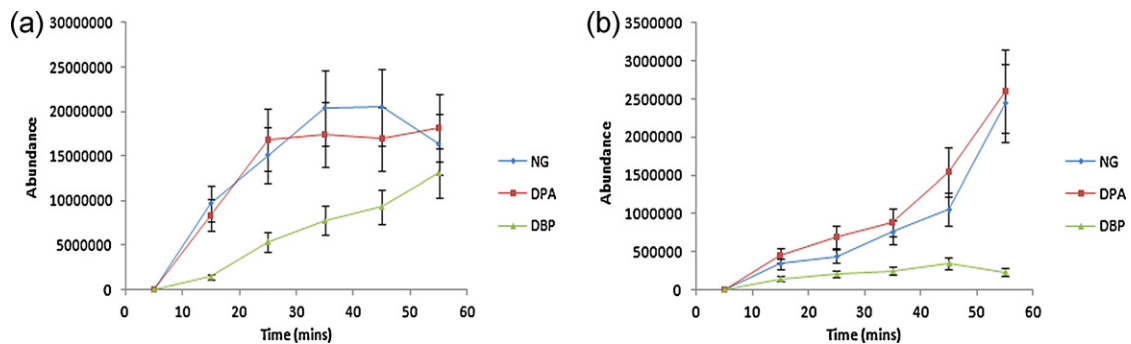 (a)
30000000
25000000
20000000
15000000
10000000
5000000
0
Abundance
0 10 20 30 40 50 60
Time (mins)
NG
DPA
DBP
(b)
3500000
3000000
2500000
2000000
1500000
1000000
500000
0
Abundance
0 10 20 30 40 50 60
Time (mins)
NG
DPA
DBP